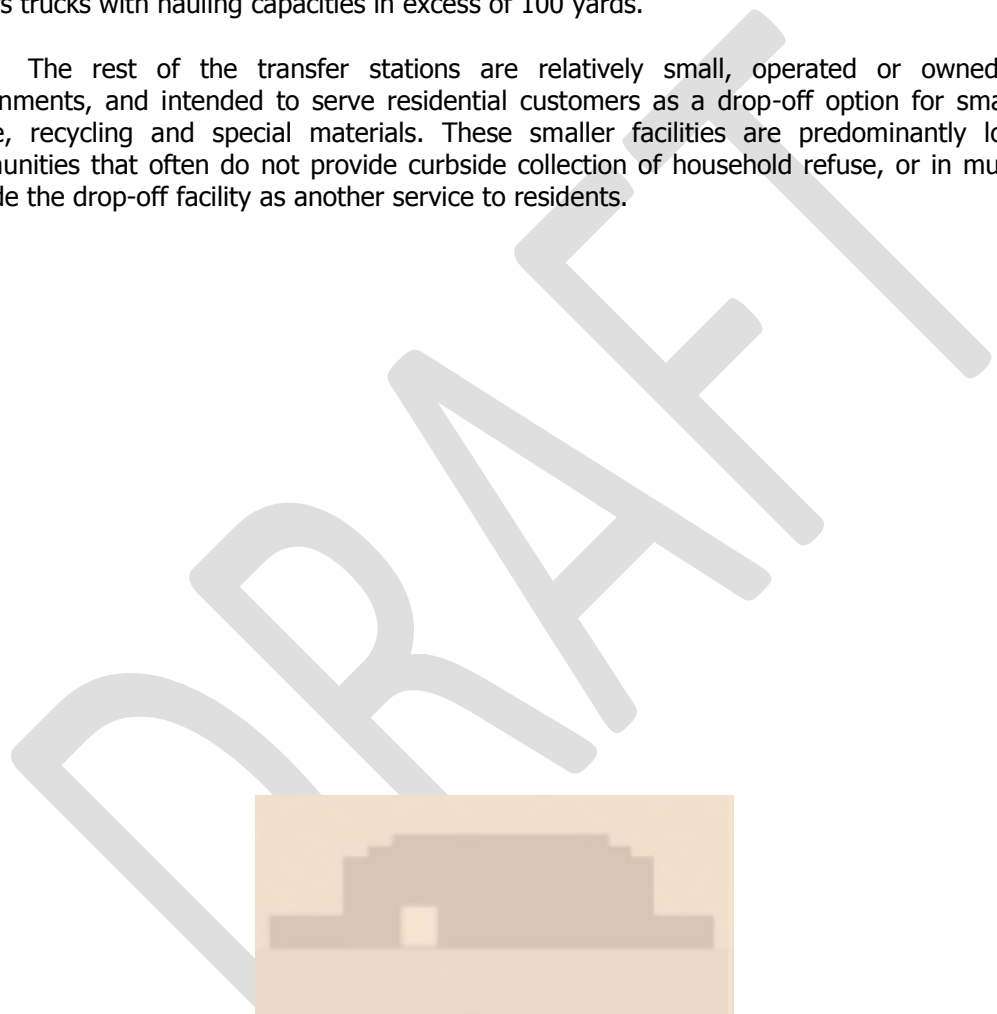 s trucks with hauling capacities in excess of 100 yards.
The rest of the transfer stations are relatively small, operated or owned
nments, and intended to serve residential customers as a drop-off option for sma
e, recycling and special materials. These smaller facilities are predominantly lo
unities that often do not provide curbside collection of household refuse, or in mu
de the drop-off facility as another service to residents.
DRAFT